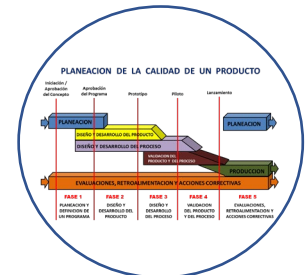 PLANEACION DE LA CALIDAD DE UN PRODUCTO
Iniciación /
Aprobación
del Concepto
Aprobación
del Programa
Prototipo
Piloto
Lanzamiento
PLANEACION
PLANEACION
DISEÑO Y DESARROLLO DEL PRODUCTO
DISEÑO Y DESARROLLO DEL PROCESO
VALIDACION DEL
PRODUCTO Y DEL PROCESO
PRODUCCION
EVALUACIONES, RETROALIMENTACION Y ACCIONES CORRECTIVAS
FASE 1
PLANEACION Y
DEFINICION DE
UN PROGRAMA
FASE 2
DISEÑO Y
DESARROLLO DEL
PRODUCTO
FASE 3
DISEÑO Y
DESARROLLO
DEL PROCESO
FASE 4
VALIDACION
DEL PRODUCTO
Y DEL PROCESO
FASE 5
EVALUACIONES,
RETROALIMENTACION Y
ACCIONES CORRECTIVAS